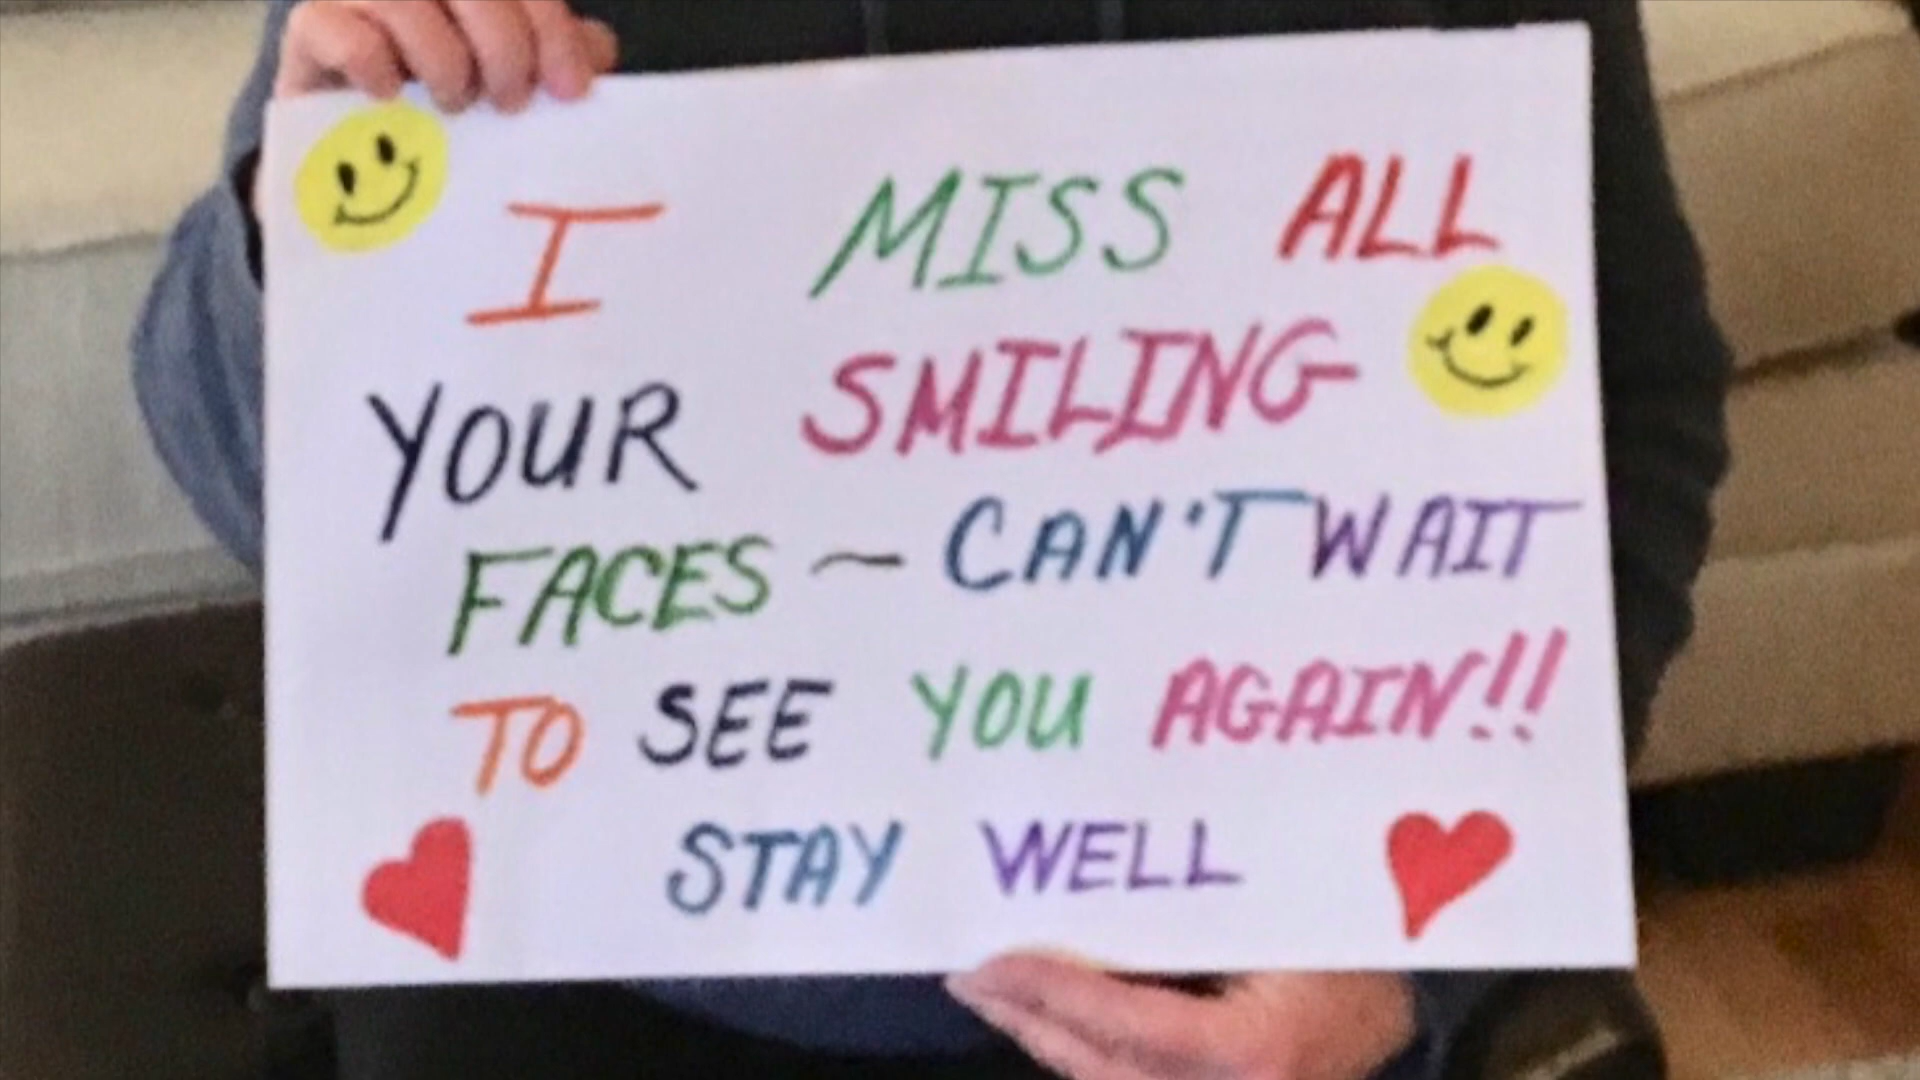 I MISS ALL
YOUR SMILING
FACES ~ CAN'T WAIT
TO SEE YOU AGAIN!!
STAY WELL